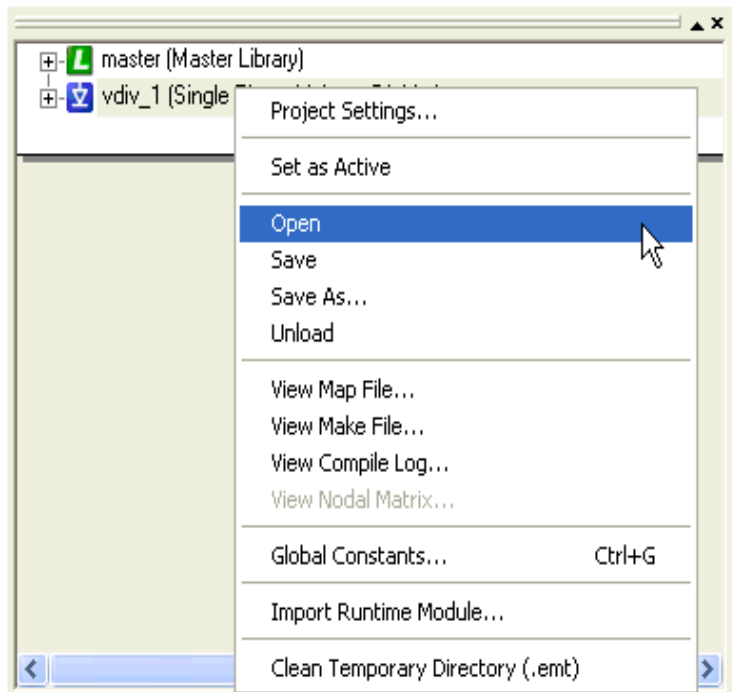 master (Master Library)
vdiv_1 (Single
Project Settings...
Set as Active
Open
Save
Save As...
Unload
View Map File...
View Make File...
View Compile Log...
View Nodal Matrix...
Global Constants... Ctrl+G
Import Runtime Module...
Clean Temporary Directory (.emt)